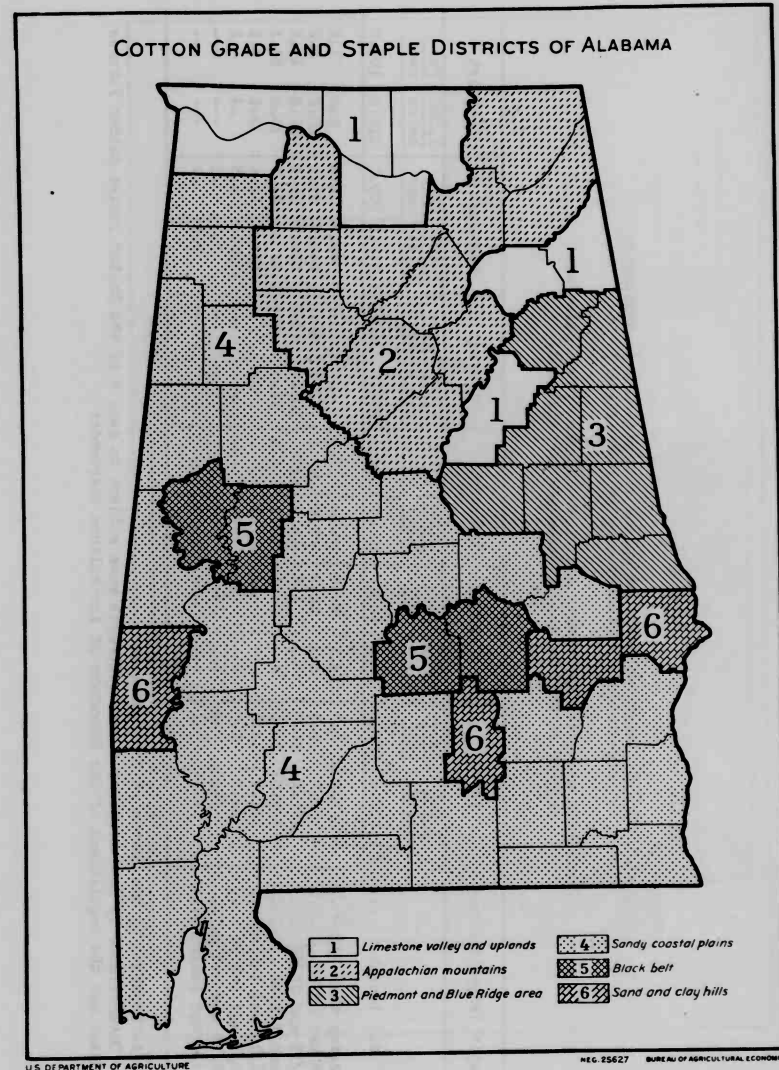 COTTON GRADE AND STAPLE DISTRICTS OF ALABAMA
1
1
4
2
1
3
5
6
5
6
6
4
1 Limestone valley and uplands
2 Appalachian mountains
3 Piedmont and Blue Ridge area
4 Sandy coastal plains
5 Black belt
6 Sand and clay hills
U.S. DEPARTMENT OF AGRICULTURE
NEG. 25627 BUREAU OF AGRICULTURAL